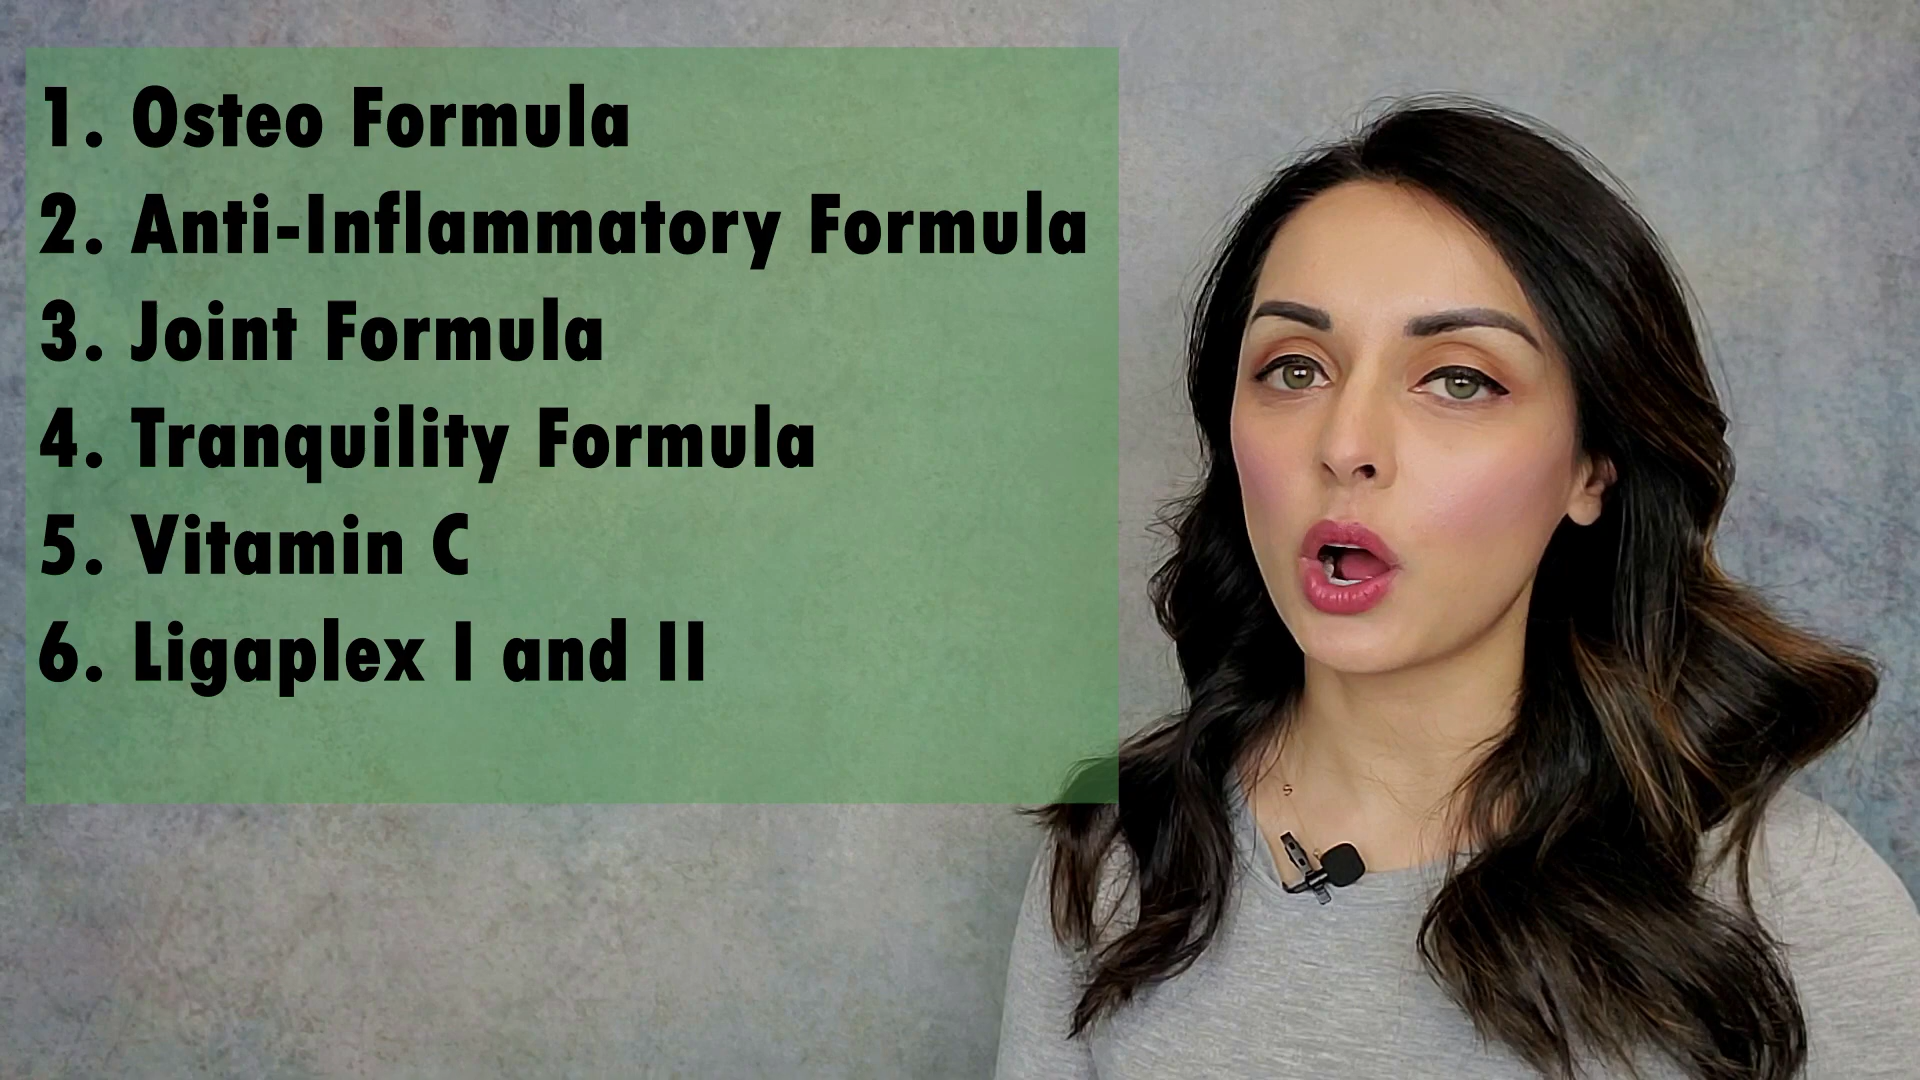 1. Osteo Formula
2. Anti-Inflammatory Formula
3. Joint Formula
4. Tranquility Formula
5. Vitamin C
6. Ligaplex I and II
S